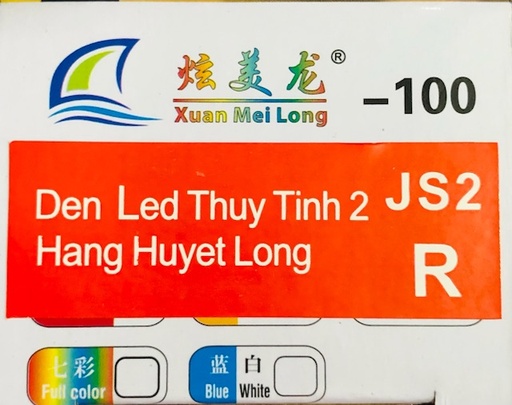 炫美龙®
Xuan Mei Long
-100
Den Led Thuy Tinh 2
Hang Huyet Long
JS2
R
七彩
Full color
蓝 白
Blue White